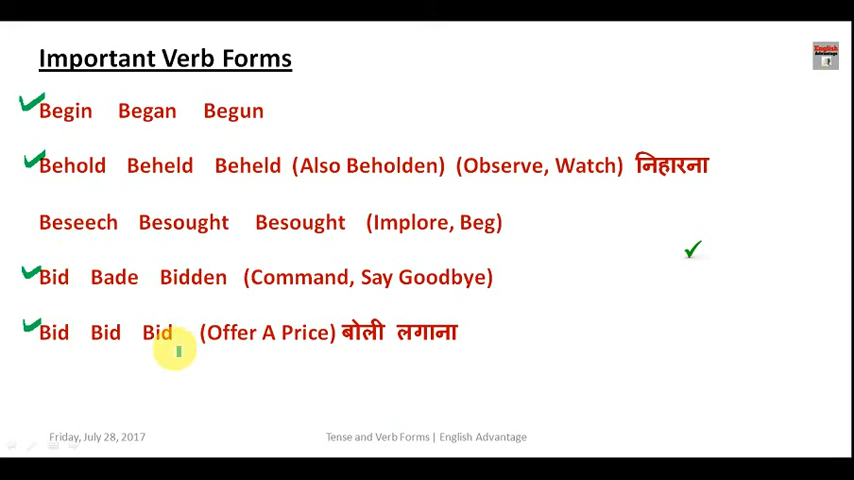 Important Verb Forms
English
Advantage
Begin Began Begun
Behold Beheld Beheld (Also Beholden) (Observe, Watch) निहारना
Beseech Besought Besought (Implore, Beg)
Bid Bade Bidden (Command, Say Goodbye)
Bid Bid Bid (Offer A Price) बोली लगाना
Friday, July 28, 2017 Tense and Verb Forms | English Advantage